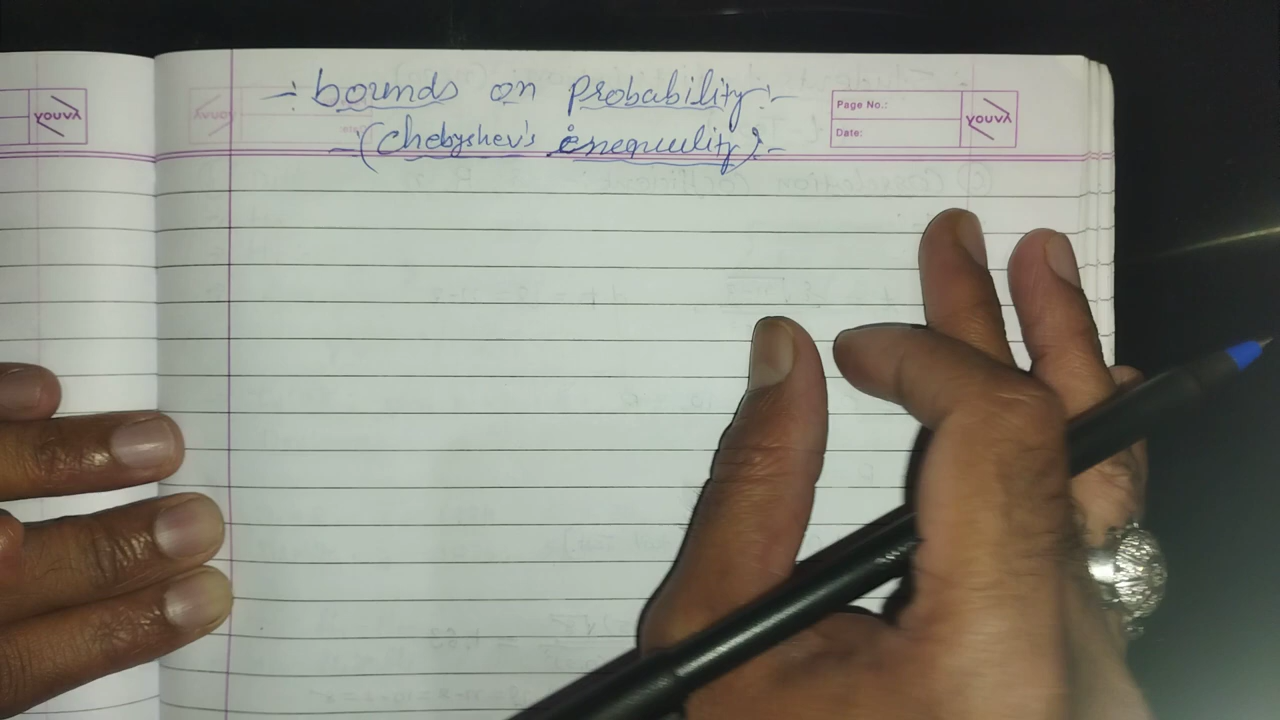 -: bounds on Probability :-
-(Chebyshev's inequality) :-
Page No.:
Date:
youva
youva